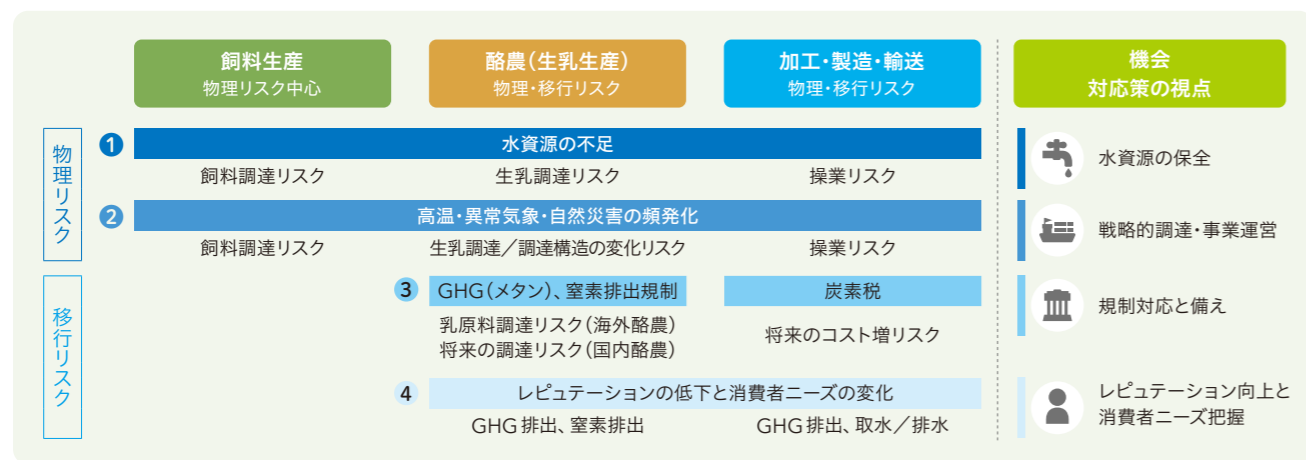 飼料生産
物理リスク中心
酪農（生乳生産）
物理・移行リスク
加工・製造・輸送
物理・移行リスク
機会
対応策の視点
物理リスク
1 水資源の不足
飼料調達リスク
生乳調達リスク
操業リスク
水資源の保全
2 高温・異常気象・自然災害の頻発化
飼料調達リスク
生乳調達／調達構造の変化リスク
操業リスク
戦略的調達・事業運営
移行リスク
3 GHG（メタン）、窒素排出規制
乳原料調達リスク（海外酪農）
将来の調達リスク（国内酪農）
炭素税
将来のコスト増リスク
規制対応と備え
4 レピュテーションの低下と消費者ニーズの変化
GHG 排出、窒素排出
GHG 排出、取水／排水
レピュテーション向上と
消費者ニーズ把握